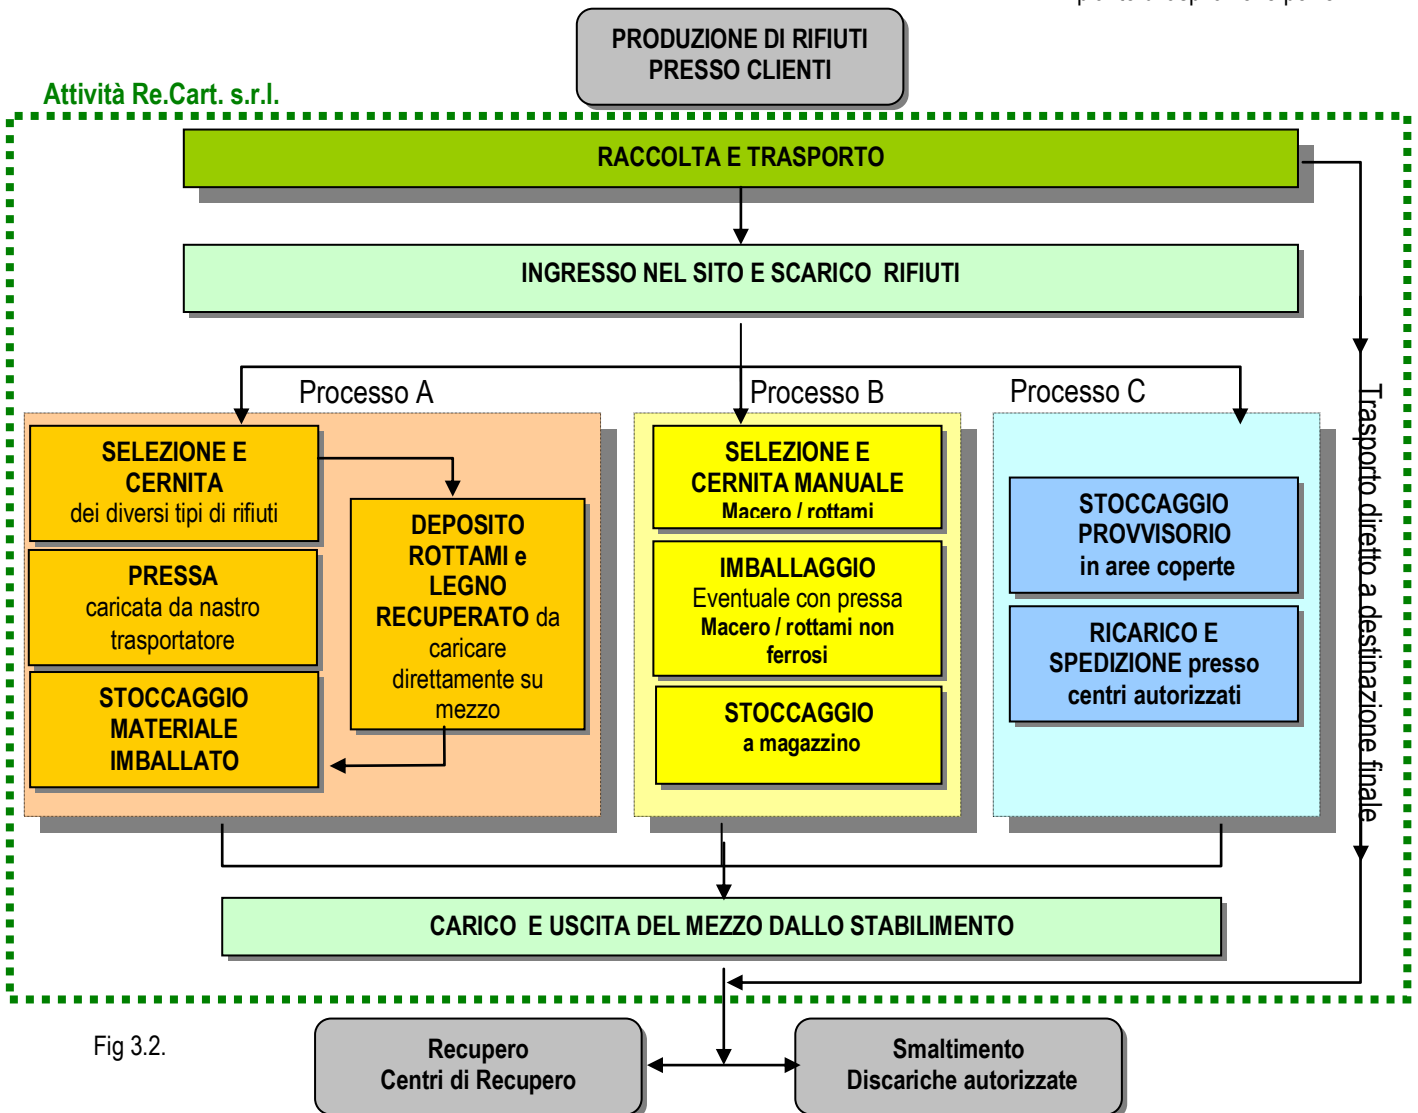 PRODUZIONE DI RIFIUTI
PRESSO CLIENTI
Attività Re.Cart. s.r.l.
RACCOLTA E TRASPORTO
INGRESSO NEL SITO E SCARICO RIFIUTI
Processo A
Processo B
Processo C
SELEZIONE E
CERNITA
dei diversi tipi di rifiuti
PRESSA
caricata da nastro
trasportatore
STOCCAGGIO
MATERIALE
IMBALLATO
DEPOSITO
ROTTAMI e
LEGNO
RECUPERATO da
caricare
direttamente su
mezzo
SELEZIONE E
CERNITA MANUALE
Macero / rottami
IMBALLAGGIO
Eventuale con pressa
Macero / rottami non
ferrosi
STOCCAGGIO
a magazzino
STOCCAGGIO
PROVVISORIO
in aree coperte
RICARICO E
SPEDIZIONE presso
centri autorizzati
Trasporto diretto a destinazione finale
CARICO E USCITA DEL MEZZO DALLO STABILIMENTO
Fig 3.2.
Recupero
Centri di Recupero
Smaltimento
Discariche autorizzate